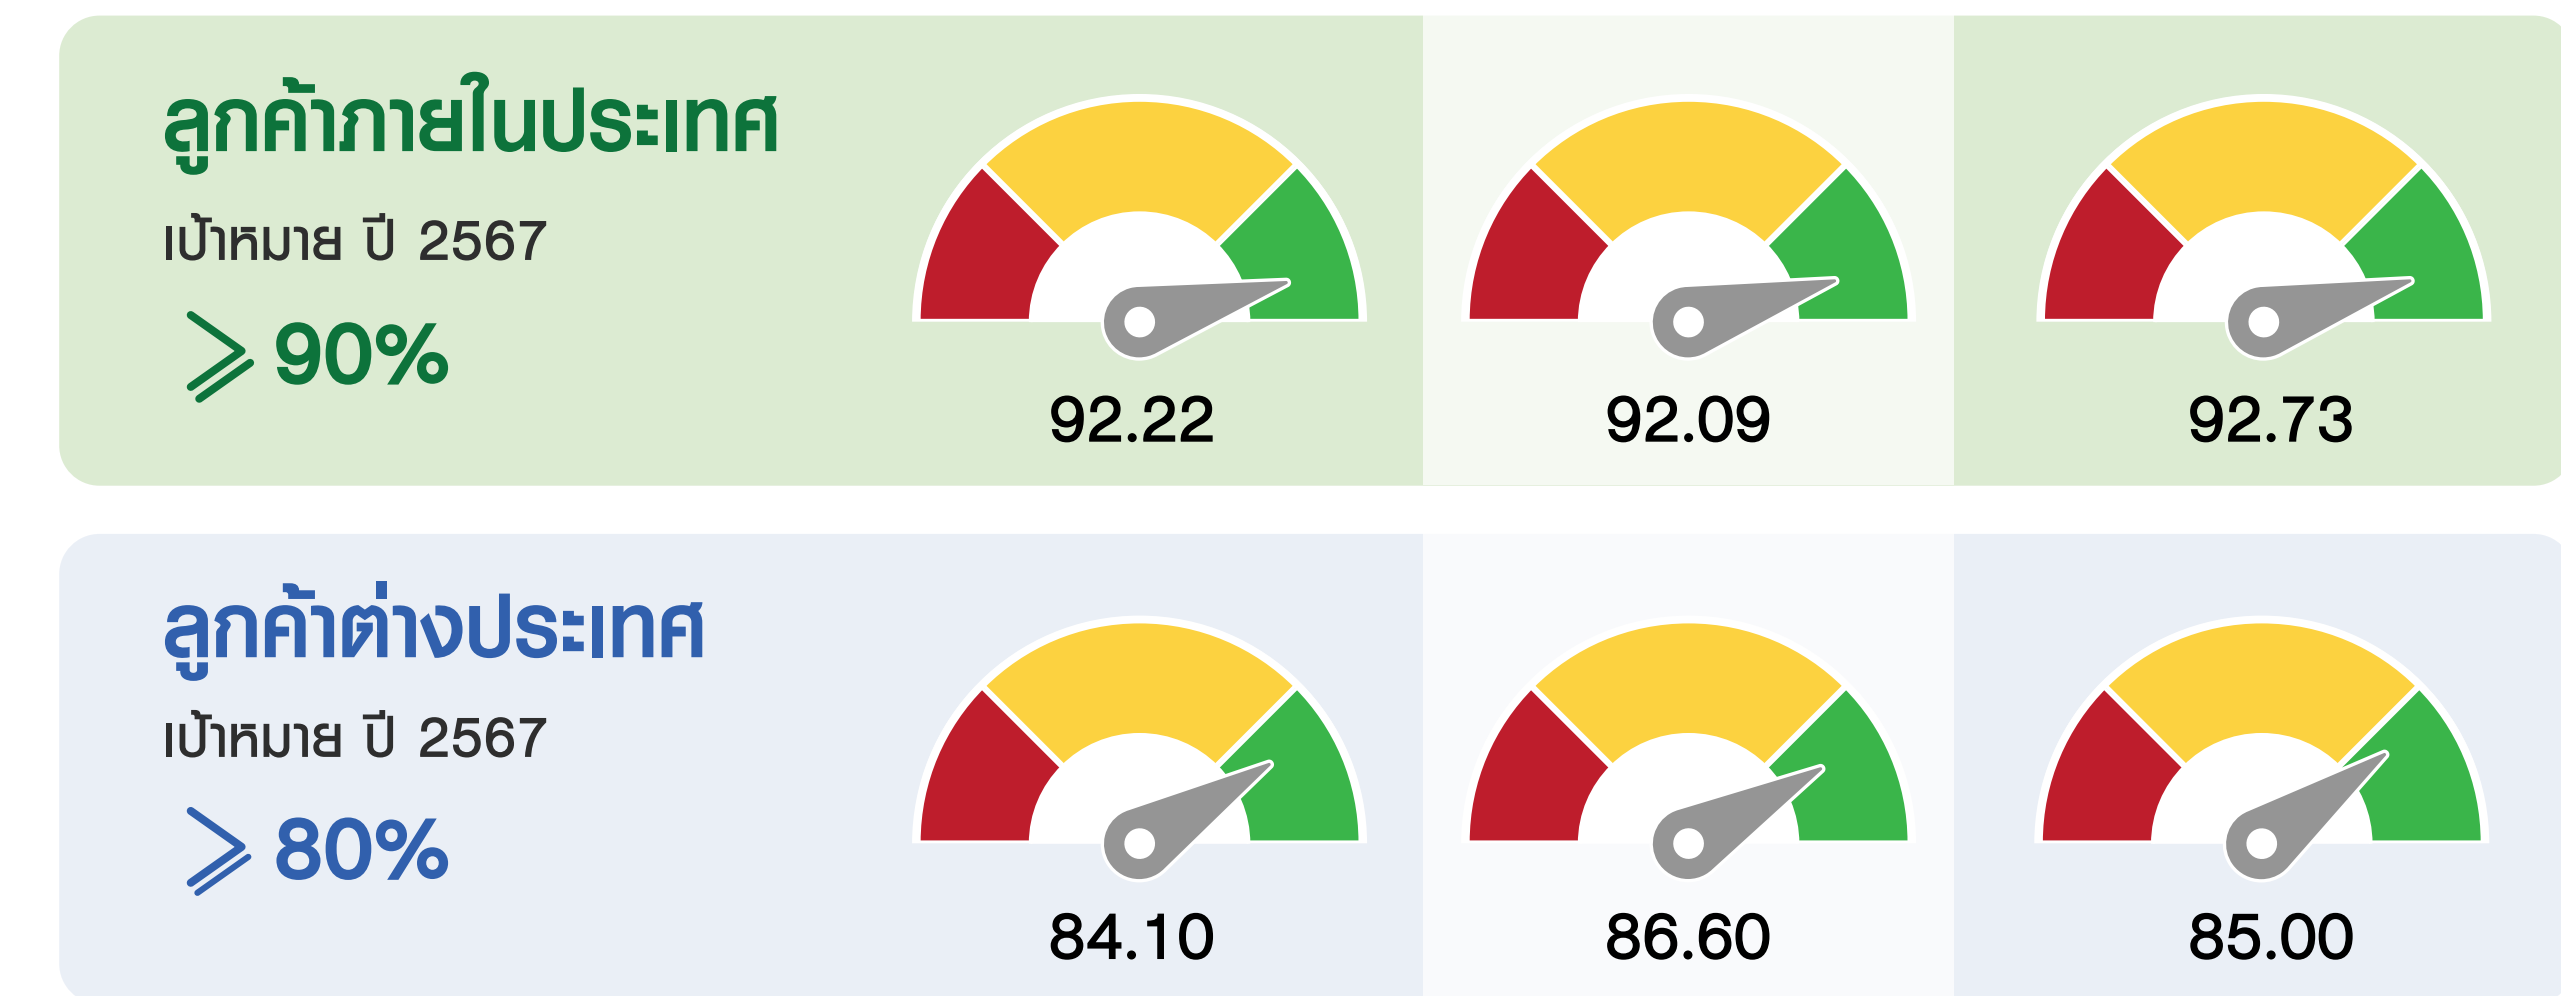 ลูกค้าภายในประเทศ
เป้าหมาย ปี 2567
⩾ 90%
92.22 92.09 92.73
ลูกค้าต่างประเทศ
เป้าหมาย ปี 2567
⩾ 80%
84.10 86.60 85.00